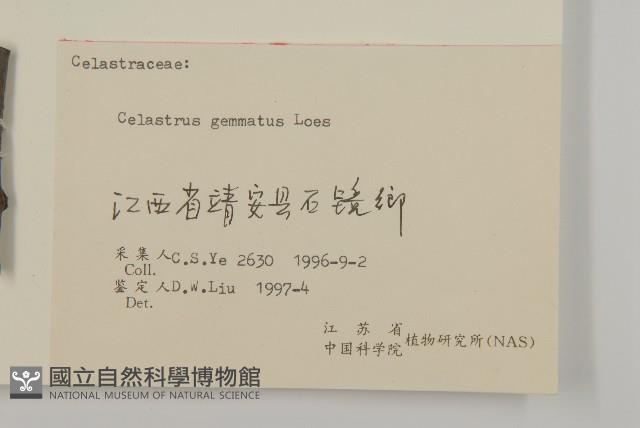 Celastraceae:
Celastrus gemmatus Loes
江西省靖安县石境乡
采集人C.S.Ye 2630 1996-9-2
Coll.
鉴定人D.W.Liu 1997-4
Det.
江苏省
中国科学院 植物研究所(NAS)
國立自然科學博物館
NATIONAL MUSEUM OF NATURAL SCIENCE